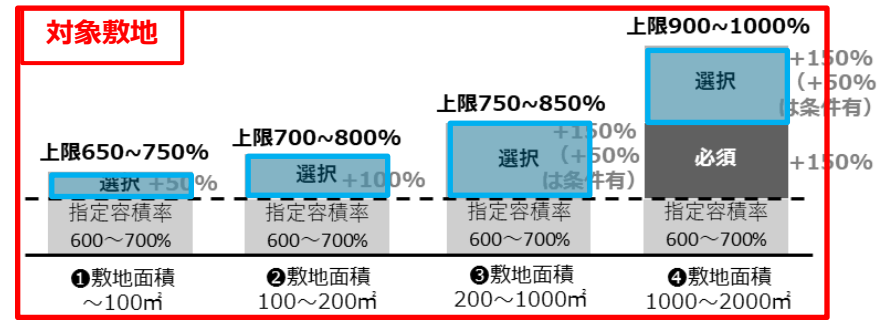 対象敷地
上限650~750%
選択
+50%
指定容積率
600～700%
❶敷地面積
～100㎡
上限700~800%
選択
+100%
指定容積率
600～700%
❷敷地面積
100～200㎡
上限750~850%
選択
+150%
（+50%
は条件有）
指定容積率
600～700%
❸敷地面積
200～1000㎡
上限900~1000%
選択
+150%
（+50%
は条件有）
必須
+150%
指定容積率
600～700%
❹敷地面積
1000～2000㎡